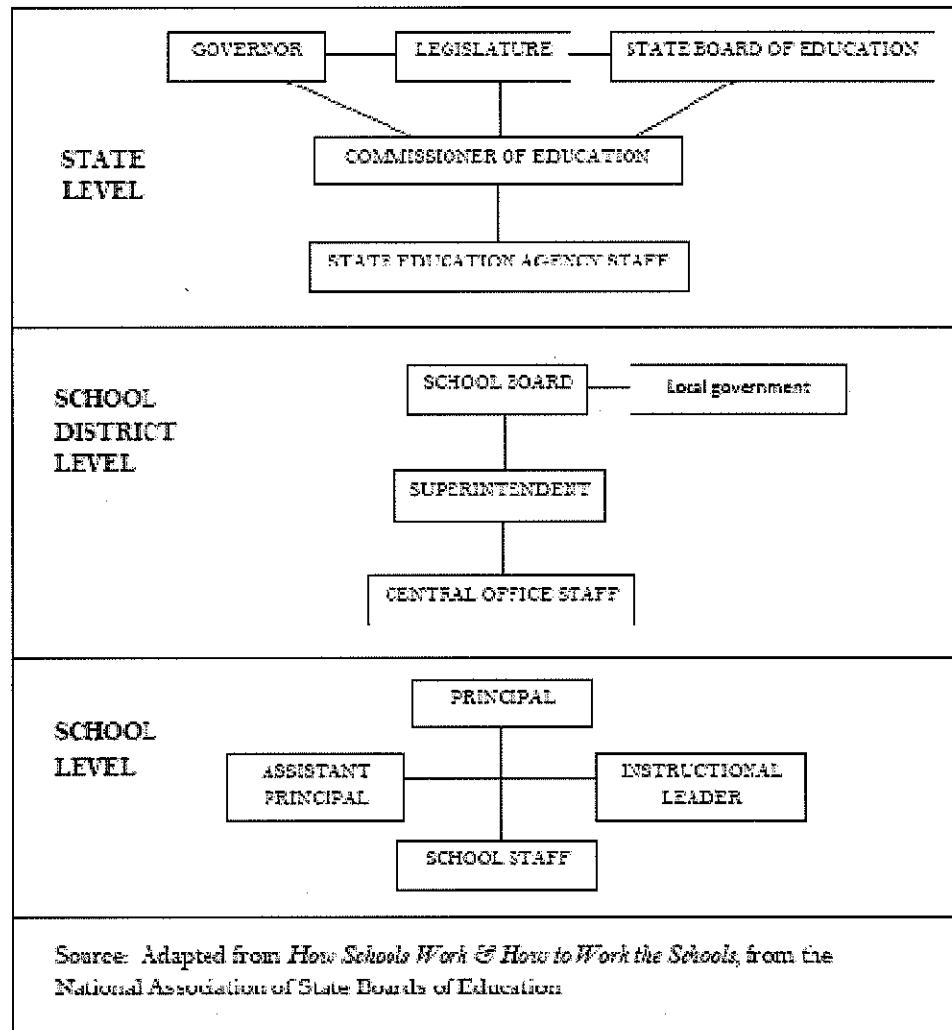 GOVERNOR
LEGISLATURE
STATE BOARD OF EDUCATION
COMMISSIONER OF EDUCATION
STATE
LEVEL
STATE EDUCATION AGENCY STAFF
SCHOOL BOARD
Local government
SCHOOL
DISTRICT
LEVEL
SUPERINTENDENT
CENTRAL OFFICE STAFF
PRINCIPAL
SCHOOL
LEVEL
ASSISTANT
PRINCIPAL
INSTRUCTIONAL
LEADER
SCHOOL STAFF
Source: Adapted from How Schools Work & How to Work the Schools, from the
National Association of State Boards of Education